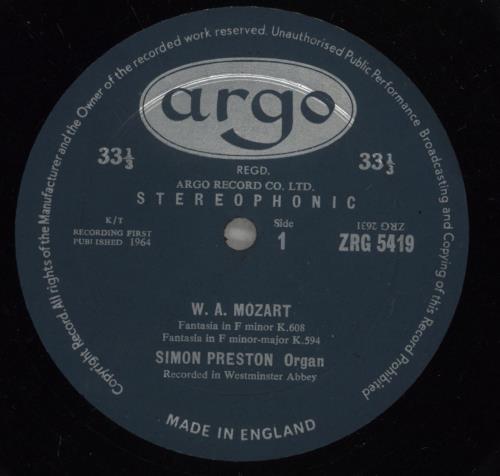 Copyright Record. All rights of the Manufacturer and the Owner of the recorded work reserved. Unauthorised Public Performance Broadcasting and Copying of this Record Prohibited
argo
33⅓
33⅓
REGD.
ARGO RECORD CO. LTD.
STEREOPHONIC
K/T
RECORDING FIRST
PUBLISHED 1964
Side
1
ZRG 2631
ZRG 5419
W. A. MOZART
Fantasia in F minor K.608
Fantasia in F minor-major K.594
SIMON PRESTON Organ
Recorded in Westminster Abbey
MADE IN ENGLAND